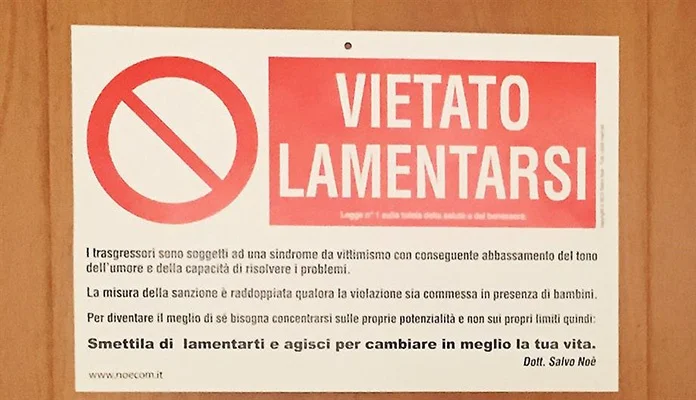 VIETATO
LAMENTARSI
Legge n° 1 sulla tutela della salute e del benessere.
I trasgressori sono soggetti ad una sindrome da vittimismo con conseguente abbassamento del tono
dell'umore e della capacità di risolvere i problemi.
La misura della sanzione è raddoppiata qualora la violazione sia commessa in presenza di bambini.
Per diventare il meglio di sé bisogna concentrarsi sulle proprie potenzialità e non sui propri limiti quindi:
Smettila di lamentarti e agisci per cambiare in meglio la tua vita.
Dott. Salvo Noè
www.noecom.it